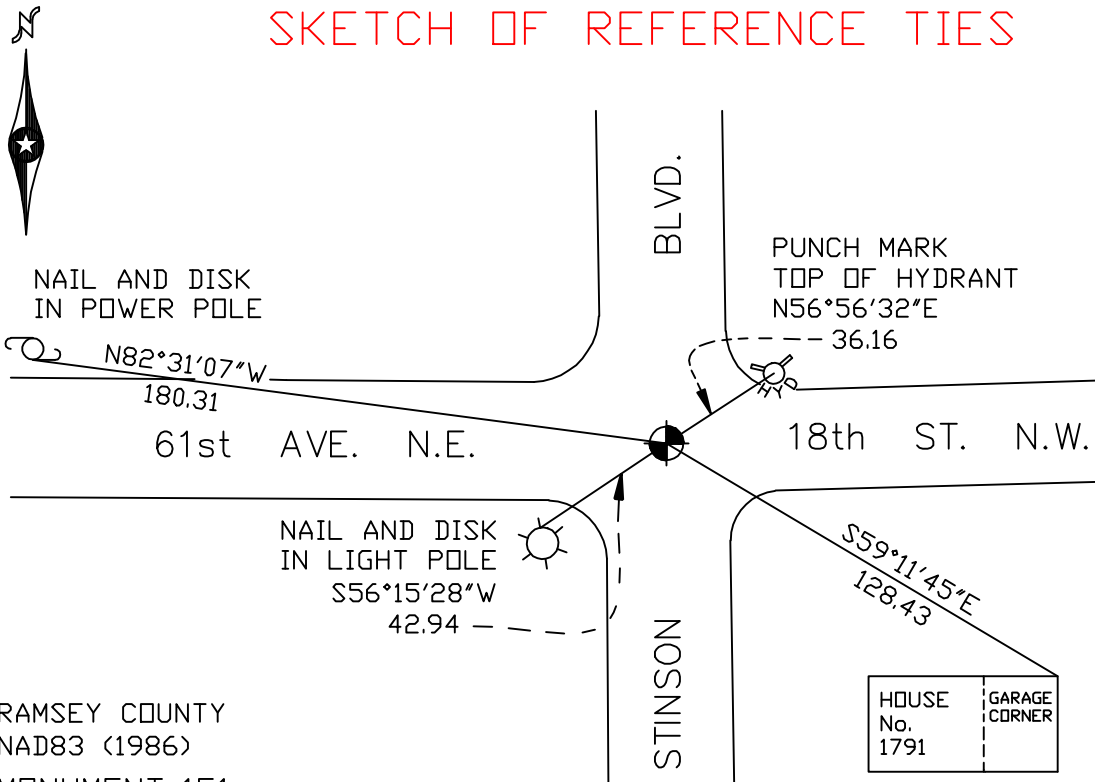 N
SKETCH OF REFERENCE TIES
BLVD.
PUNCH MARK
TOP OF HYDRANT
N56°56'32"E
36.16
HYD
NAIL AND DISK
IN POWER POLE
N82°31'07"W
180.31
61st AVE. N.E.
18th ST. N.W.
NAIL AND DISK
IN LIGHT POLE
S56°15'28"W
42.94
S59°11'45"E
128.43
STINSON
HOUSE
No.
1791
GARAGE
CORNER
RAMSEY COUNTY
NAD83 (1986)
MONUMENT